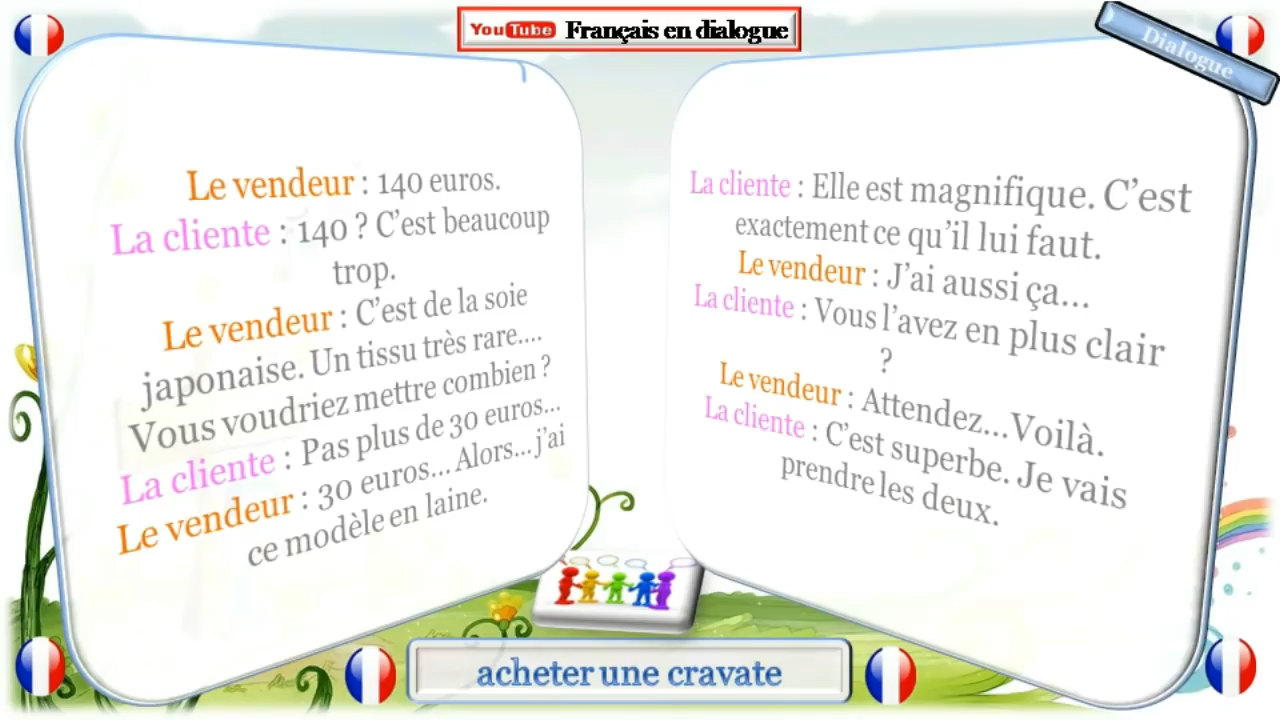 YouTube Français en dialogue
Dialogue
Le vendeur : 140 euros.
La cliente : 140 ? C’est beaucoup
trop.
Le vendeur : C’est de la soie
japonaise. Un tissu très rare....
Vous voudriez mettre combien ?
La cliente : Pas plus de 30 euros...
Le vendeur : 30 euros... Alors... j’ai
ce modèle en laine.
La cliente : Elle est magnifique. C’est
exactement ce qu’il lui faut.
Le vendeur : J’ai aussi ça...
La cliente : Vous l’avez en plus clair
?
Le vendeur : Attendez...Voilà.
La cliente : C’est superbe. Je vais
prendre les deux.
acheter une cravate